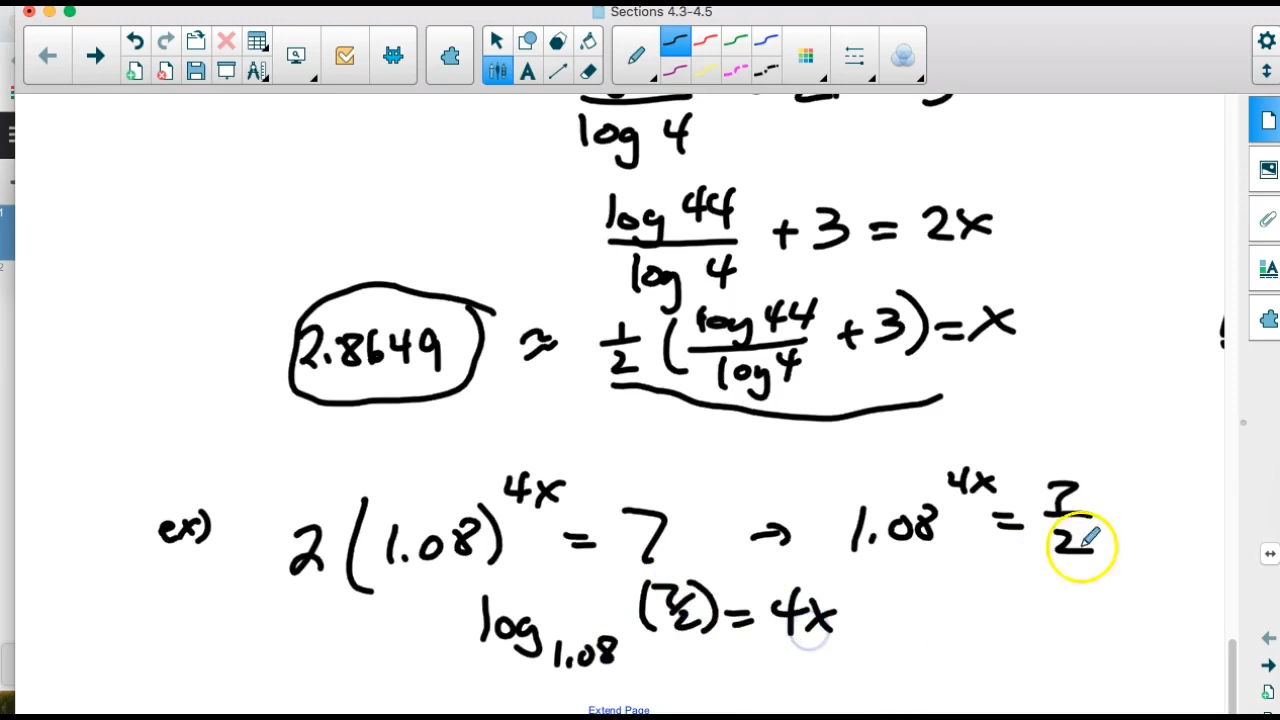 Sections 4.3-4.5
log 4
log 44 / log 4 + 3 = 2x
2.8649 ≈ 1/2 (log 44 / log 4 + 3) = x
ex) 2(1.08)^4x = 7 → 1.08^4x = 7/2
log_1.08 (7/2) = 4x
Extend Page